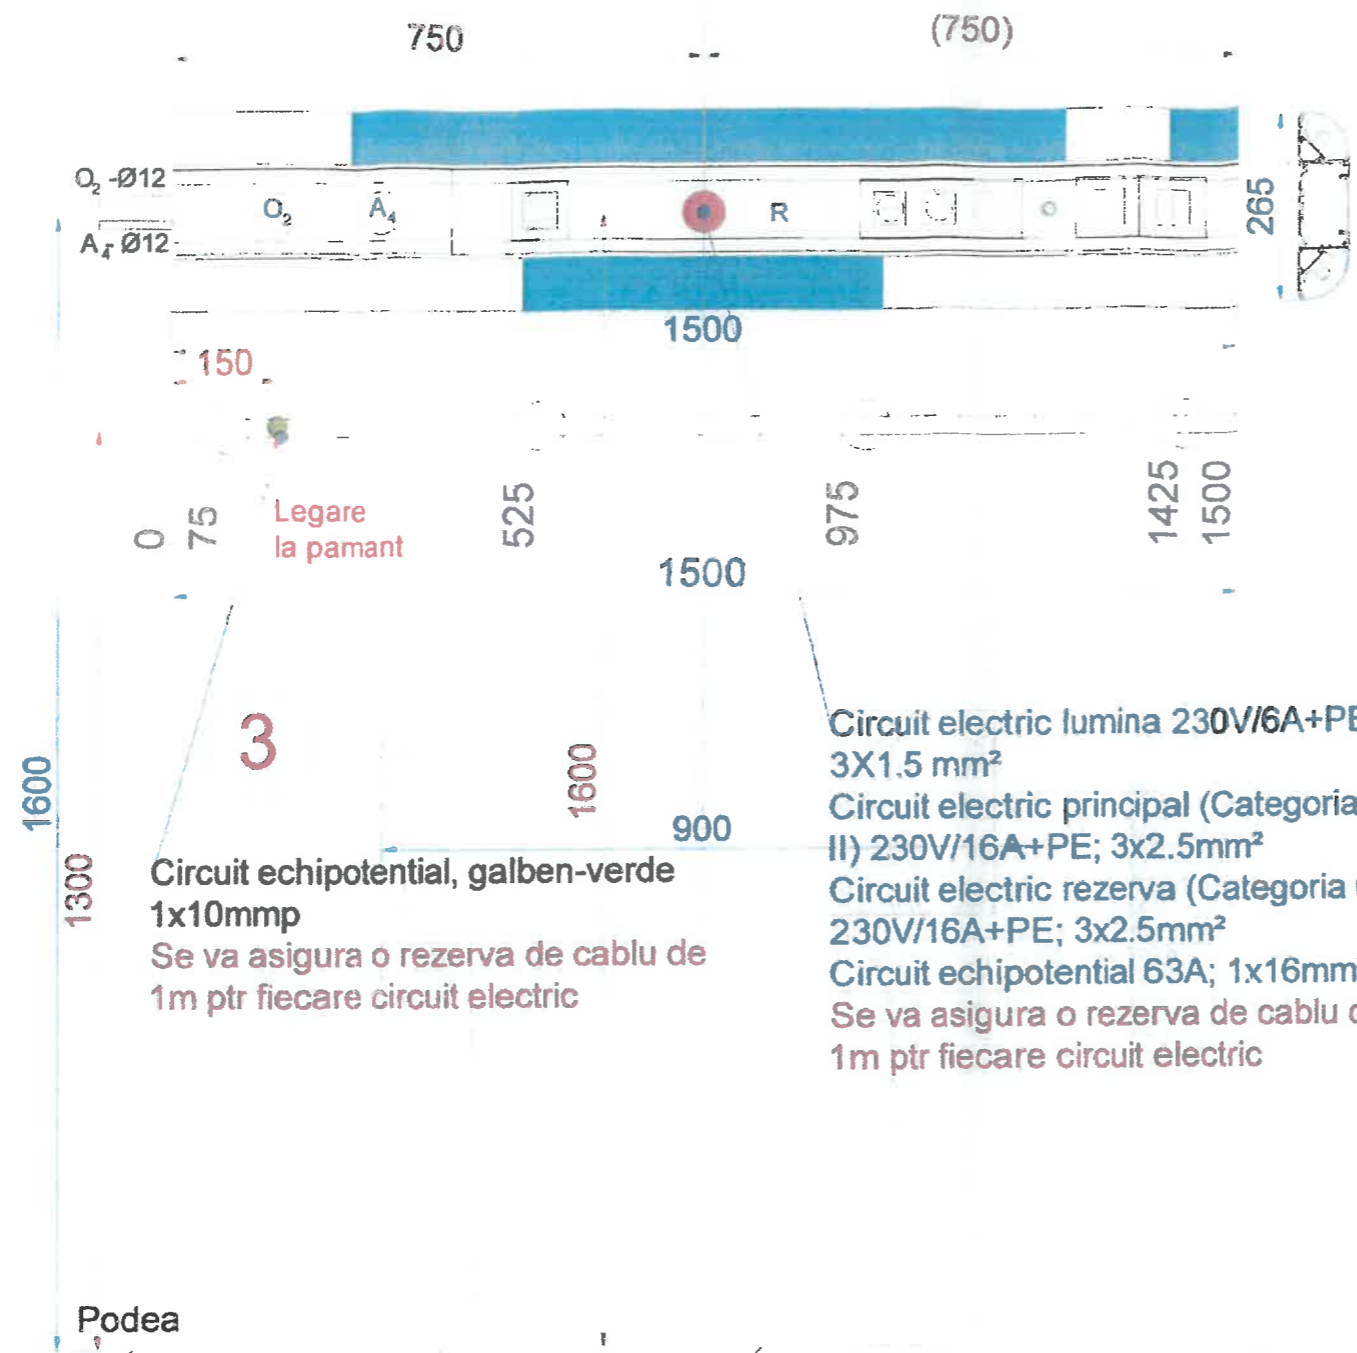 750
(750)
O₂ -Ø12
A₄- Ø12
O₂
A₄
R
265
1500
150
Legare
la pamant
0
75
525
975
1425
1500
1500
3
1600
1300
1600
900
Circuit echipotential, galben-verde
1x10mmp
Se va asigura o rezerva de cablu de
1m ptr fiecare circuit electric
Circuit electric lumina 230V/6A+PE
3X1.5 mm²
Circuit electric principal (Categoria
II) 230V/16A+PE; 3x2.5mm²
Circuit electric rezerva (Categoria
230V/16A+PE; 3x2.5mm²
Circuit echipotential 63A; 1x16mm
Se va asigura o rezerva de cablu
1m ptr fiecare circuit electric
Podea